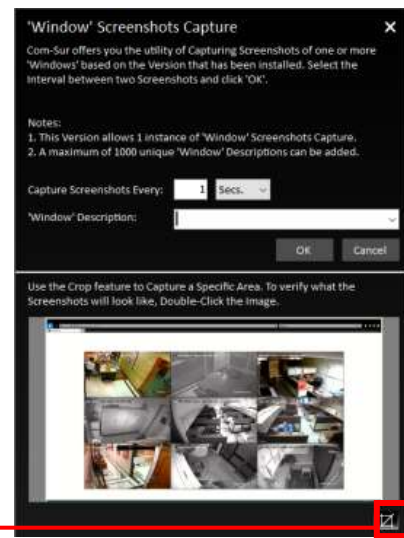 'Window' Screenshots Capture
Com-Sur offers you the utility of Capturing Screenshots of one or more
'Windows' based on the Version that has been installed. Select the
Interval between two Screenshots and click 'OK'.
Notes:
1. This Version allows 1 instance of 'Window' Screenshots Capture.
2. A maximum of 1000 unique 'Window' Descriptions can be added.
Capture Screenshots Every: 1 Secs.
'Window' Description:
OK Cancel
Use the Crop feature to Capture a Specific Area. To verify what the
Screenshots will look like, Double-Click the Image.